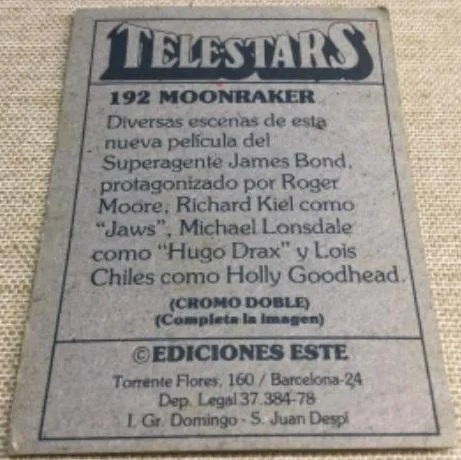 TELESTARS
192 MOONRAKER
Diversas escenas de esta
nueva película del
Superagente James Bond,
protagonizado por Roger
Moore, Richard Kiel como
"Jaws", Michael Lonsdale
como "Hugo Drax" y Lois
Chiles como Holly Goodhead.
(CROMO DOBLE)
(Completa la imagen)
©EDICIONES ESTE
Torrente Flores, 160 / Barcelona-24
Dep. Legal 37.384-78
I. Gr. Domingo - S. Juan Despí